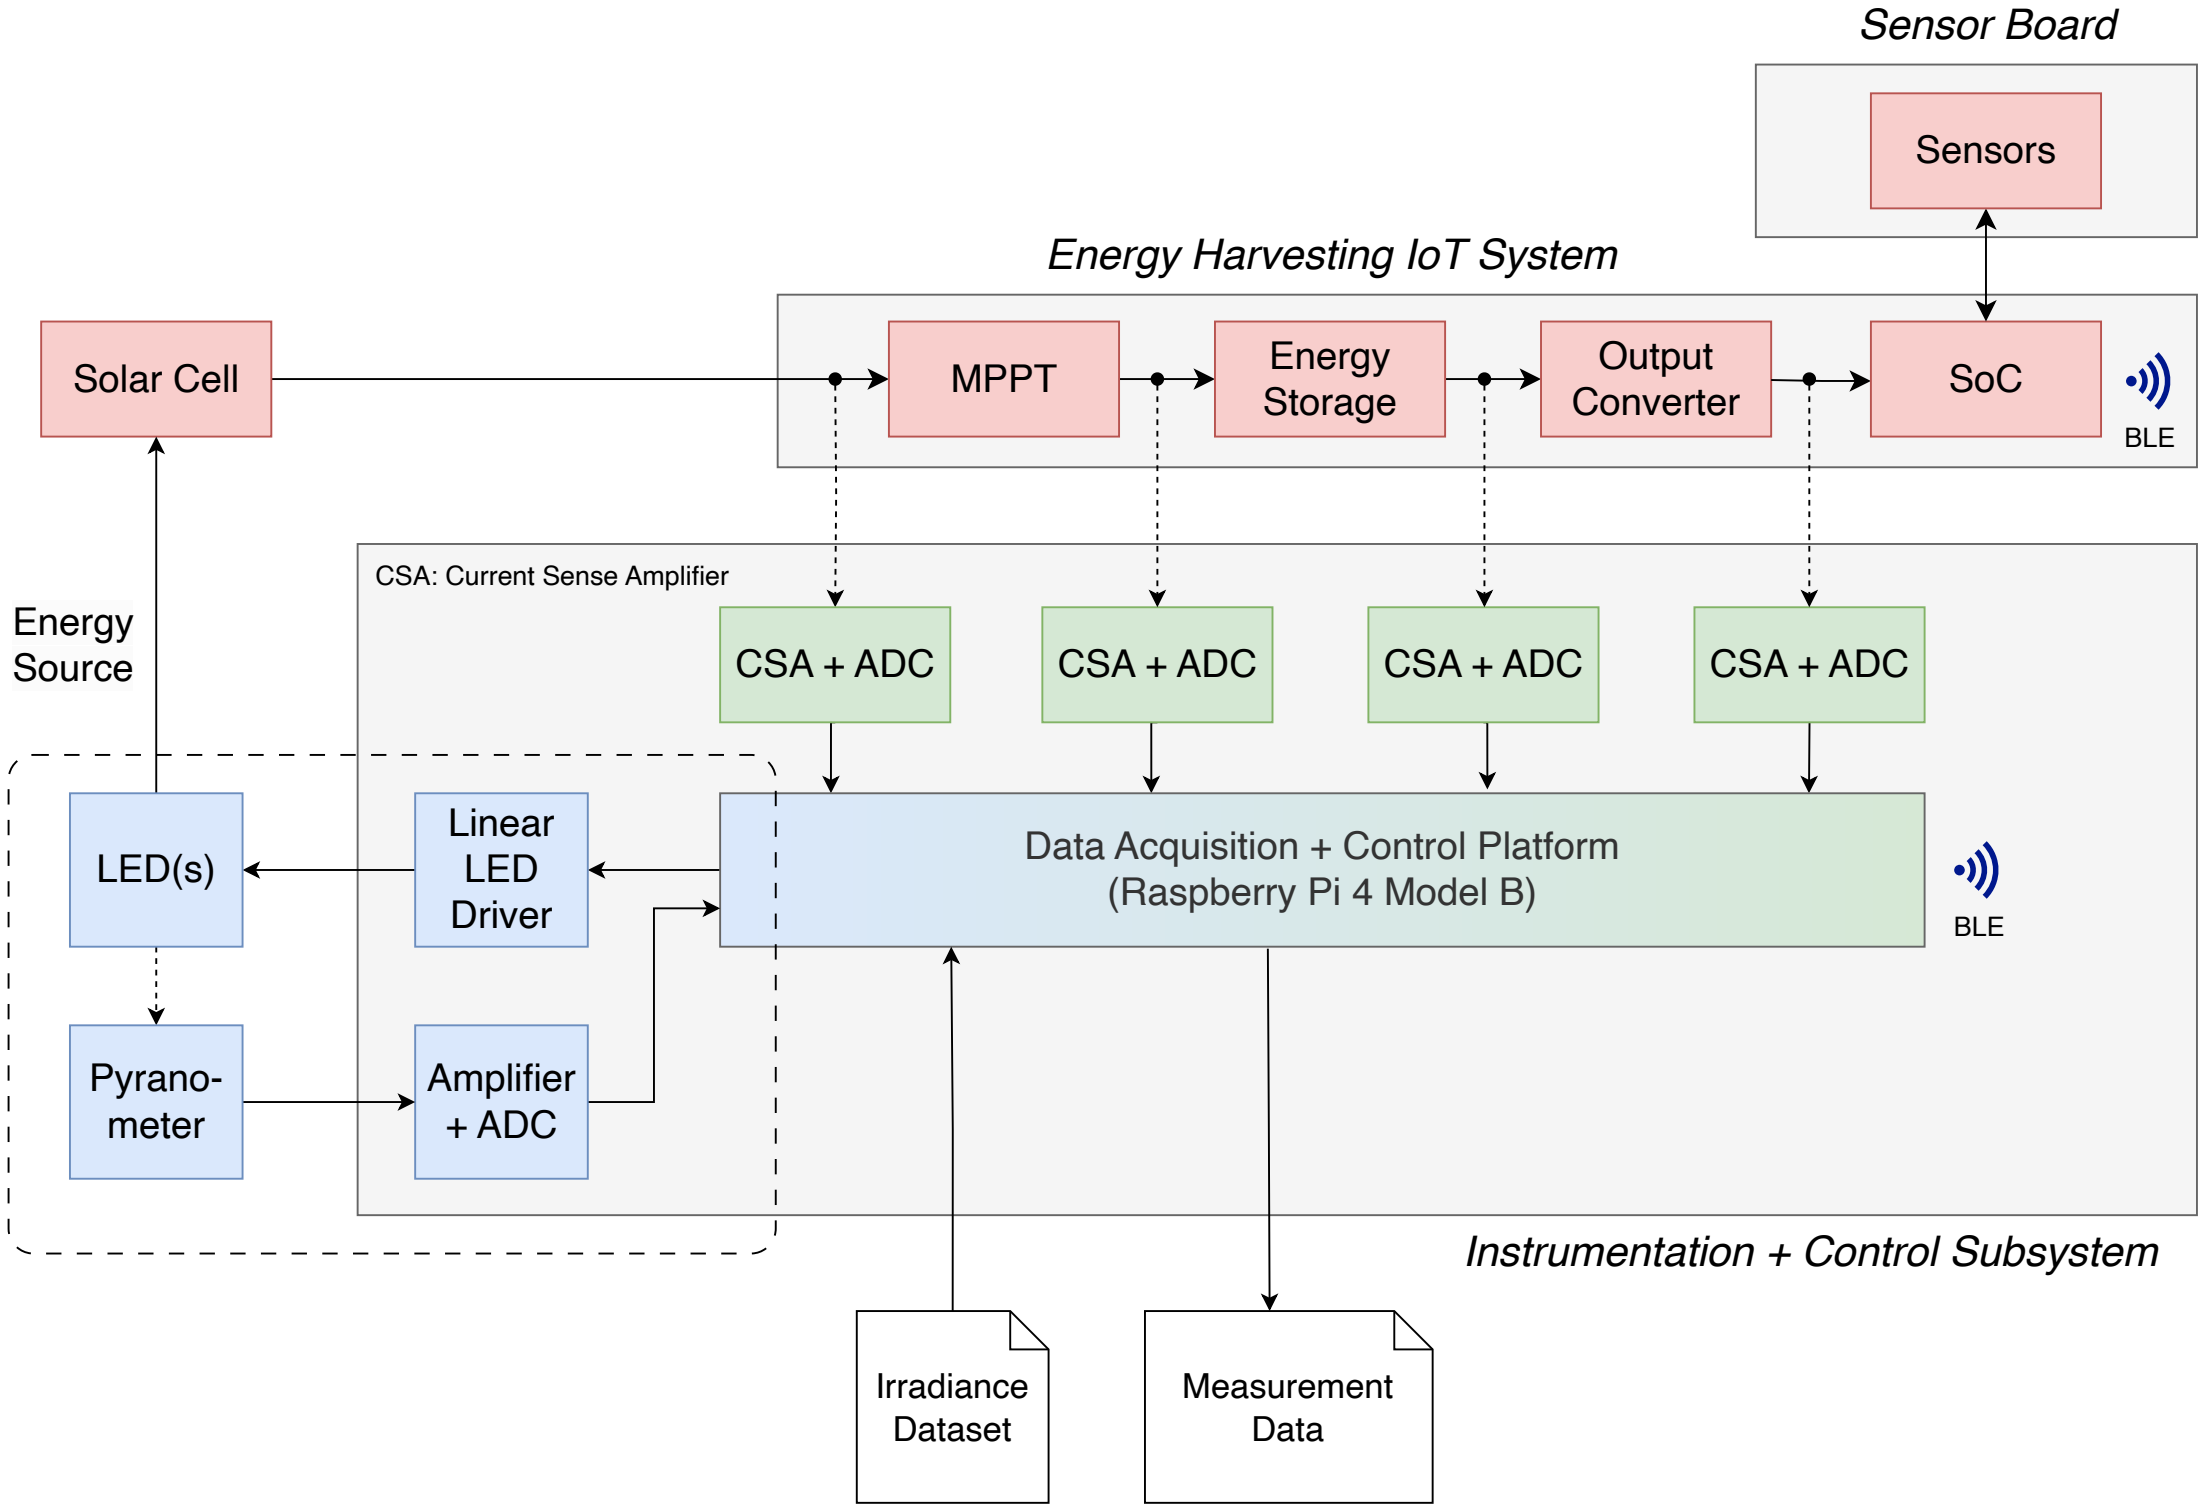 Sensor Board
Sensors
Energy Harvesting IoT System
Solar Cell
MPPT
Energy
Storage
Output
Converter
SoC
BLE
CSA: Current Sense Amplifier
Energy
Source
CSA + ADC
CSA + ADC
CSA + ADC
CSA + ADC
LED(s)
Linear
LED
Driver
Data Acquisition + Control Platform
(Raspberry Pi 4 Model B)
BLE
Pyrano-
meter
Amplifier
+ ADC
Instrumentation + Control Subsystem
Irradiance
Dataset
Measurement
Data